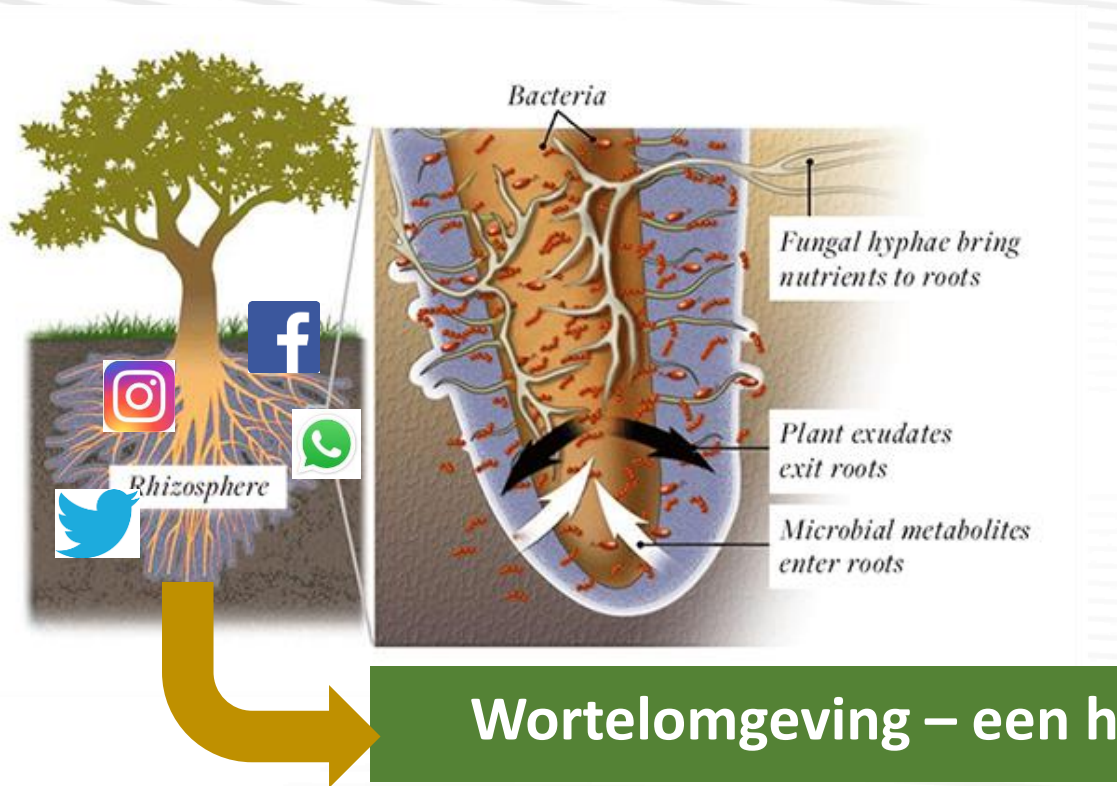 Bacteria
Fungal hyphae bring
nutrients to roots
Plant exudates
exit roots
Rhizosphere
Microbial metabolites
enter roots
Wortelomgeving – een h